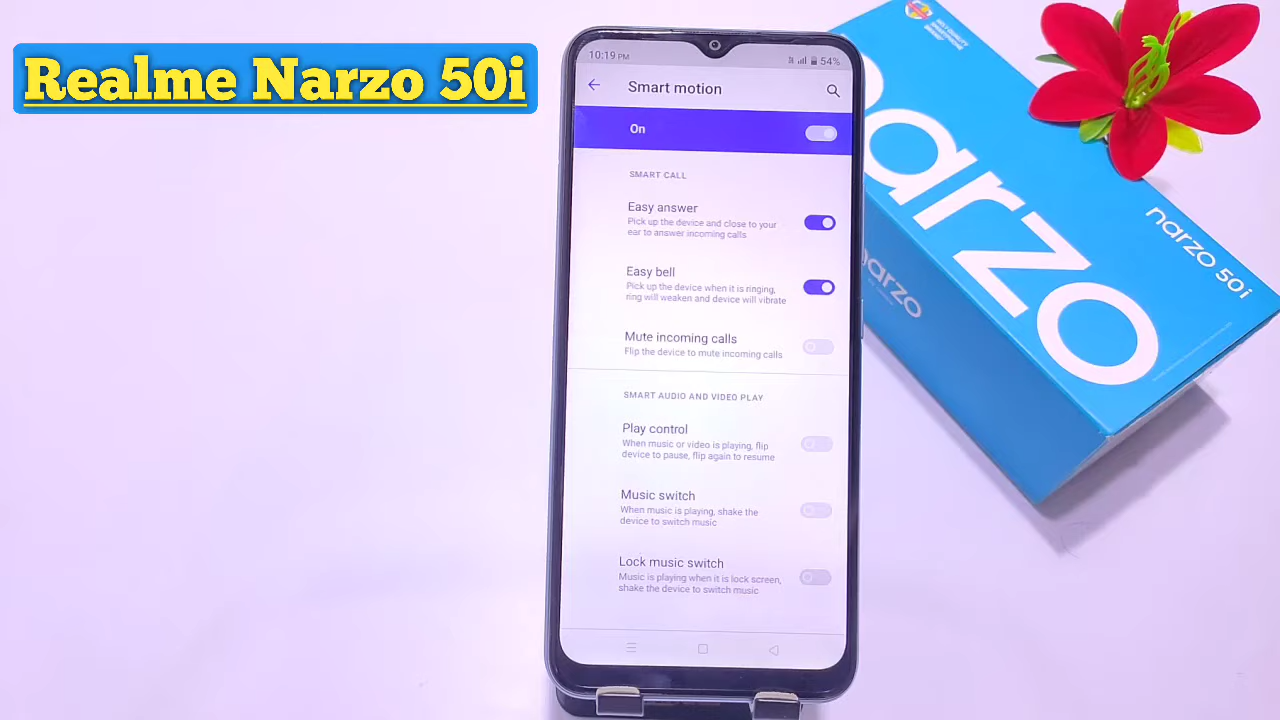 Realme Narzo 50i
10:19 PM
54%
Smart motion
On
SMART CALL
Easy answer
Pick up the device and close to your
ear to answer incoming calls
Easy bell
Pick up the device when it is ringing,
ring will weaken and device will vibrate
Mute incoming calls
Flip the device to mute incoming calls
SMART AUDIO AND VIDEO PLAY
Play control
When music or video is playing, flip
device to pause, flip again to resume
Music switch
When music is playing, shake the
device to switch music
Lock music switch
Music is playing when it is lock screen,
shake the device to switch music
narzo
narzo 50i
narzo